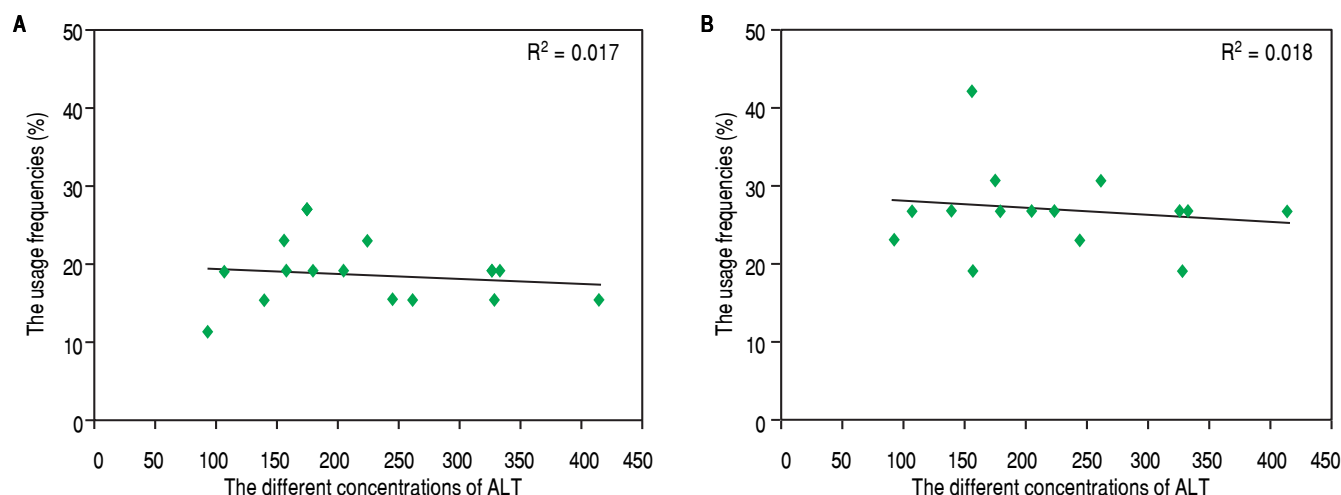 A
R² = 0.017
The usage frequencies (%)
50
40
30
20
10
0
0 50 100 150 200 250 300 350 400 450
The different concentrations of ALT
B
R² = 0.018
The usage frequencies (%)
50
40
30
20
10
0
0 50 100 150 200 250 300 350 400 450
The different concentrations of ALT